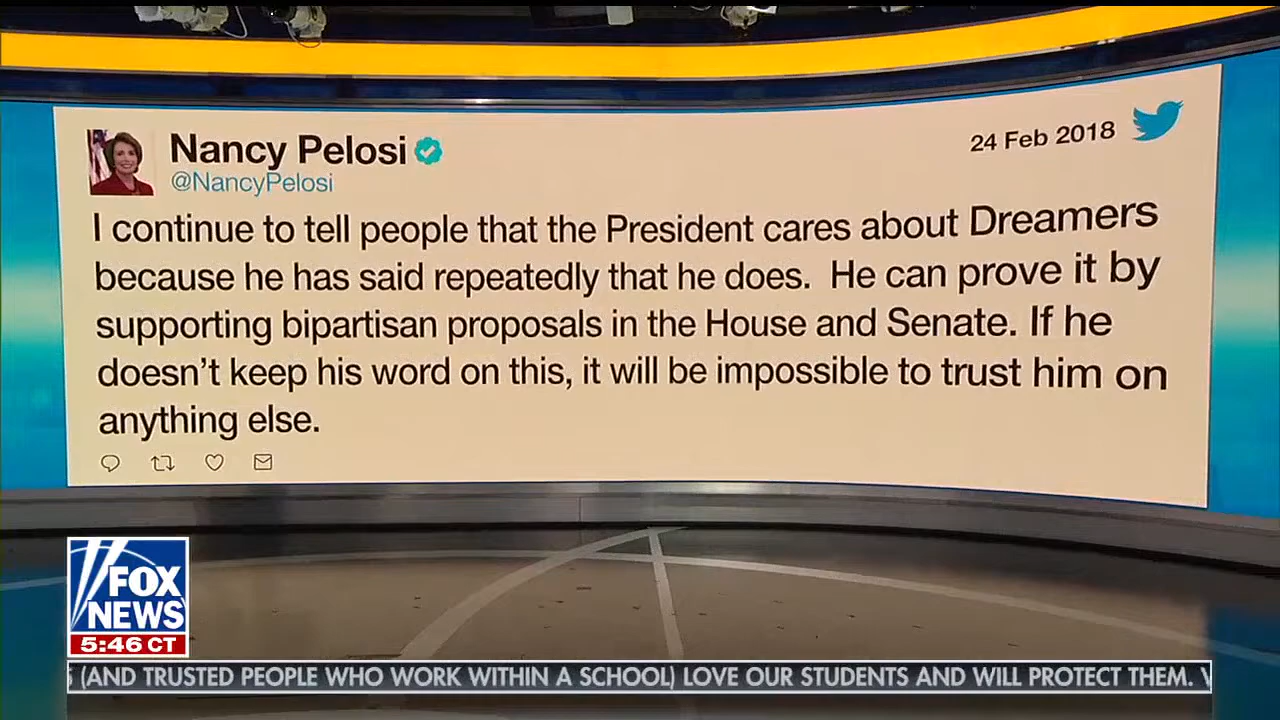 Nancy Pelosi
@NancyPelosi
24 Feb 2018
I continue to tell people that the President cares about Dreamers
because he has said repeatedly that he does. He can prove it by
supporting bipartisan proposals in the House and Senate. If he
doesn't keep his word on this, it will be impossible to trust him on
anything else.
FOX
NEWS
5:46 CT
(AND TRUSTED PEOPLE WHO WORK WITHIN A SCHOOL) LOVE OUR STUDENTS AND WILL PROTECT THEM.